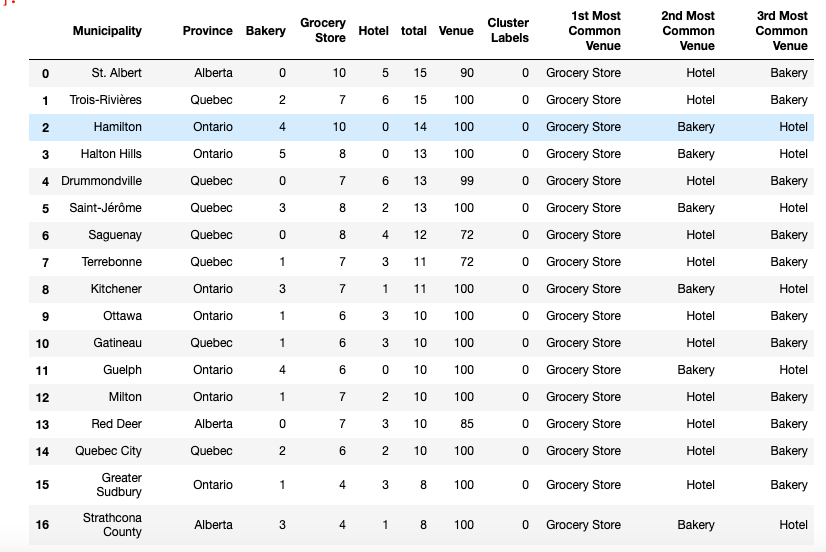 Municipality Province Bakery Grocery Store Hotel total Venue Cluster Labels 1st Most Common Venue 2nd Most Common Venue 3rd Most Common Venue
0 St. Albert Alberta 0 10 5 15 90 0 Grocery Store Hotel Bakery
1 Trois-Rivières Quebec 2 7 6 15 100 0 Grocery Store Hotel Bakery
2 Hamilton Ontario 4 10 0 14 100 0 Grocery Store Bakery Hotel
3 Halton Hills Ontario 5 8 0 13 100 0 Grocery Store Bakery Hotel
4 Drummondville Quebec 0 7 6 13 99 0 Grocery Store Hotel Bakery
5 Saint-Jérôme Quebec 3 8 2 13 100 0 Grocery Store Bakery Hotel
6 Saguenay Quebec 0 8 4 12 72 0 Grocery Store Hotel Bakery
7 Terrebonne Quebec 1 7 3 11 72 0 Grocery Store Hotel Bakery
8 Kitchener Ontario 3 7 1 11 100 0 Grocery Store Bakery Hotel
9 Ottawa Ontario 1 6 3 10 100 0 Grocery Store Hotel Bakery
10 Gatineau Quebec 1 6 3 10 100 0 Grocery Store Hotel Bakery
11 Guelph Ontario 4 6 0 10 100 0 Grocery Store Bakery Hotel
12 Milton Ontario 1 7 2 10 100 0 Grocery Store Hotel Bakery
13 Red Deer Alberta 0 7 3 10 85 0 Grocery Store Hotel Bakery
14 Quebec City Quebec 2 6 2 10 100 0 Grocery Store Hotel Bakery
15 Greater Sudbury Ontario 1 4 3 8 100 0 Grocery Store Hotel Bakery
16 Strathcona County Alberta 3 4 1 8 100 0 Grocery Store Bakery Hotel